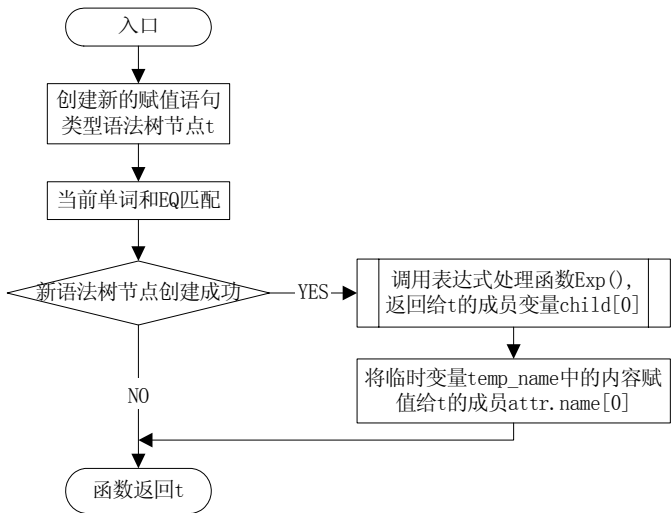 入口
创建新的赋值语句
类型语法树节点t
当前单词和EQ匹配
新语法树节点创建成功
YES
调用表达式处理函数Exp(),
返回给t的成员变量child[0]
将临时变量temp_name中的内容赋
值给t的成员attr.name[0]
NO
函数返回t